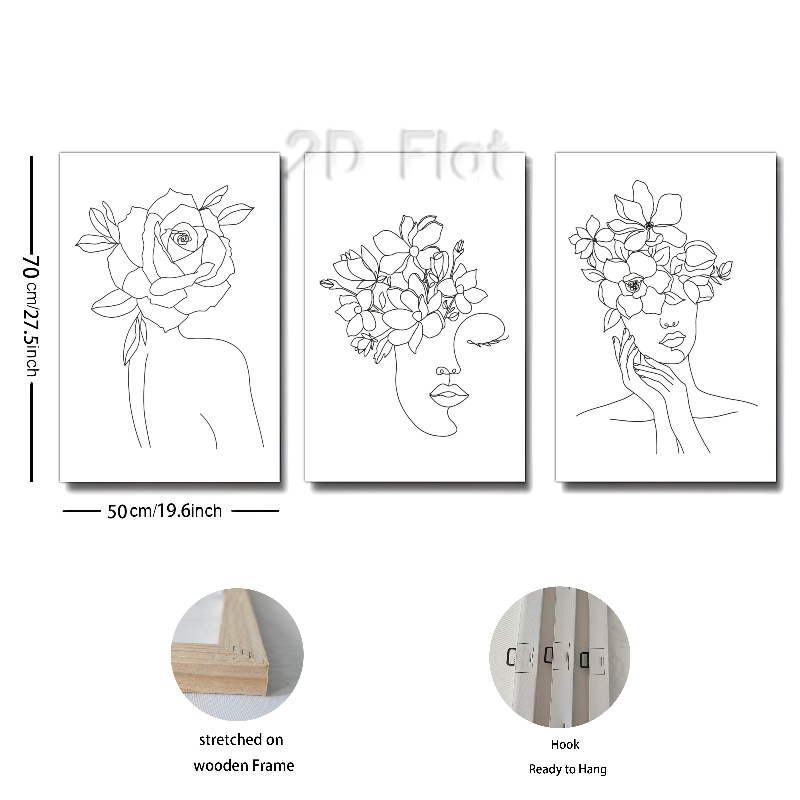 2D Flat
70 cm/27.5inch
50cm/19.6inch
stretched on
wooden Frame
Hook
Ready to Hang